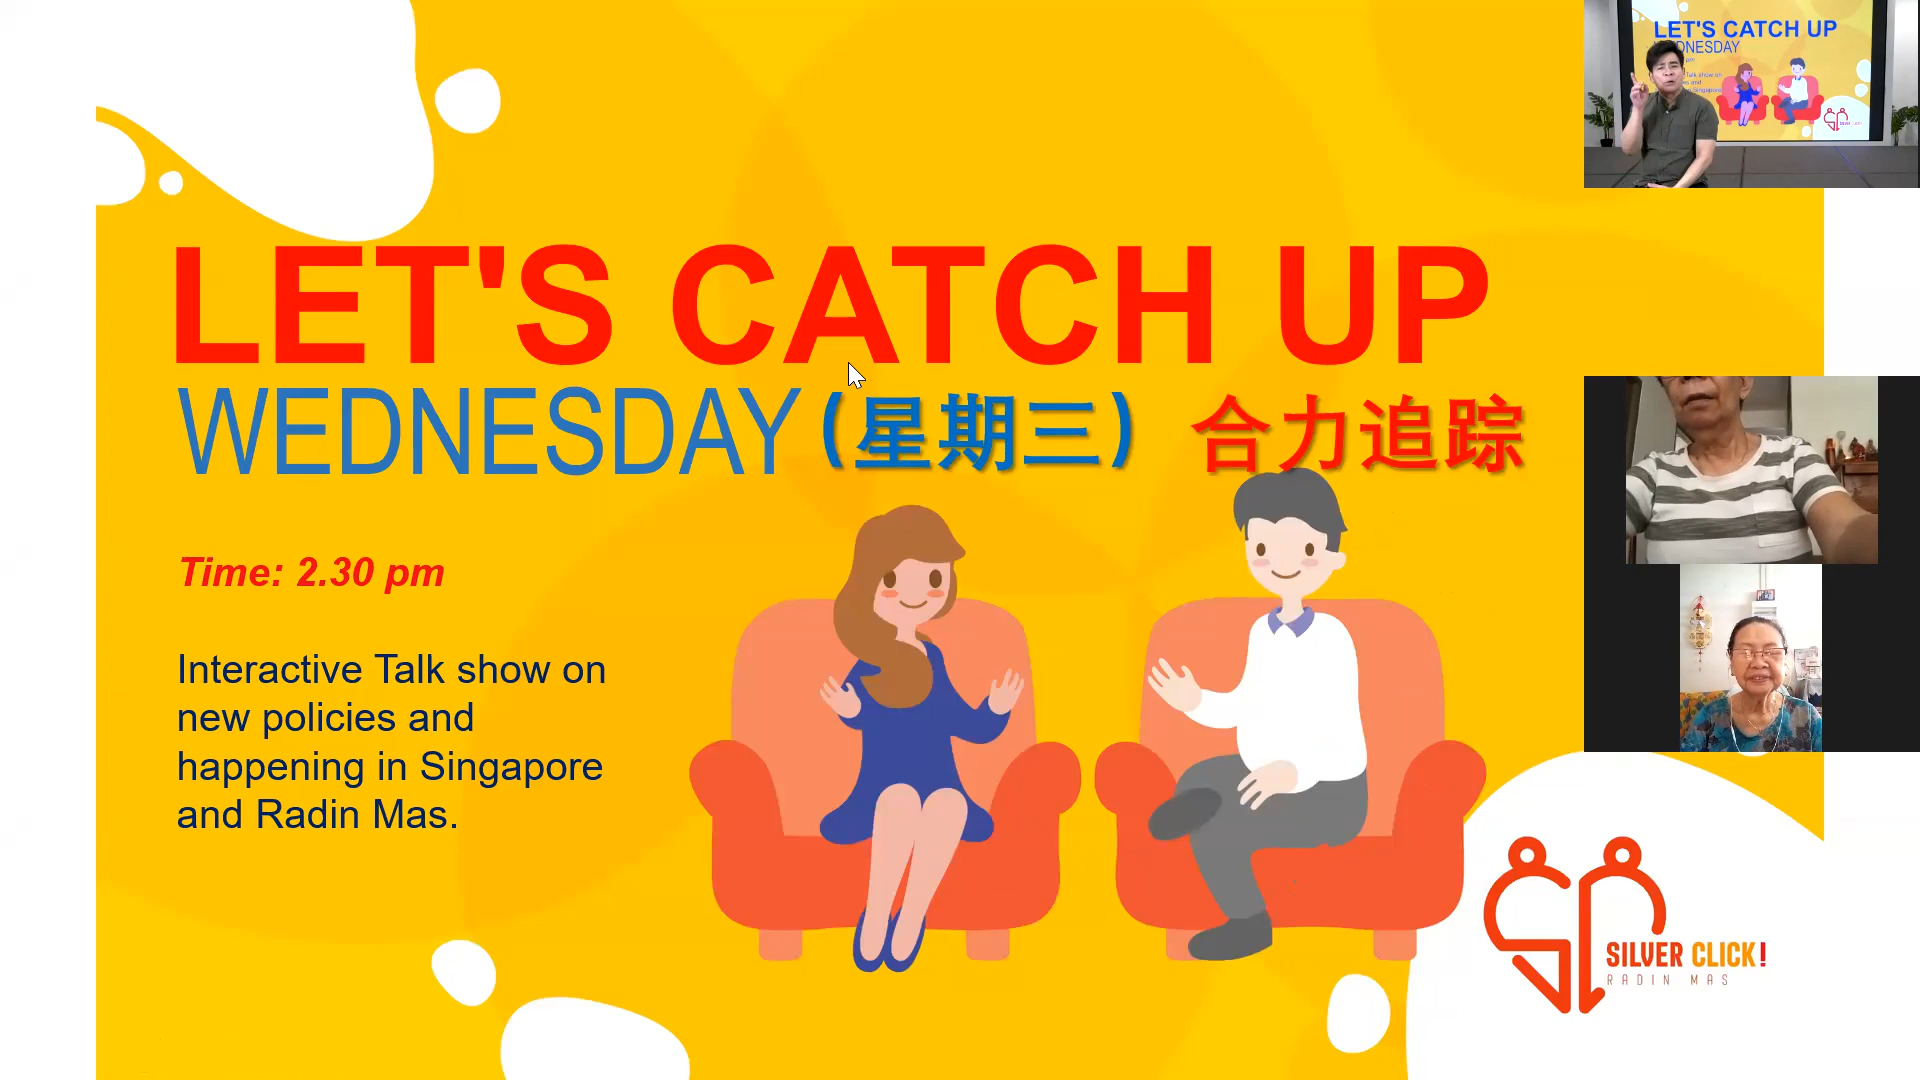 LET'S CATCH UP
WEDNESDAY (星期三) 合力追踪
Time: 2.30 pm
Interactive Talk show on
new policies and
happening in Singapore
and Radin Mas.
SILVER CLICK!
RADIN MAS
LET'S CATCH UP